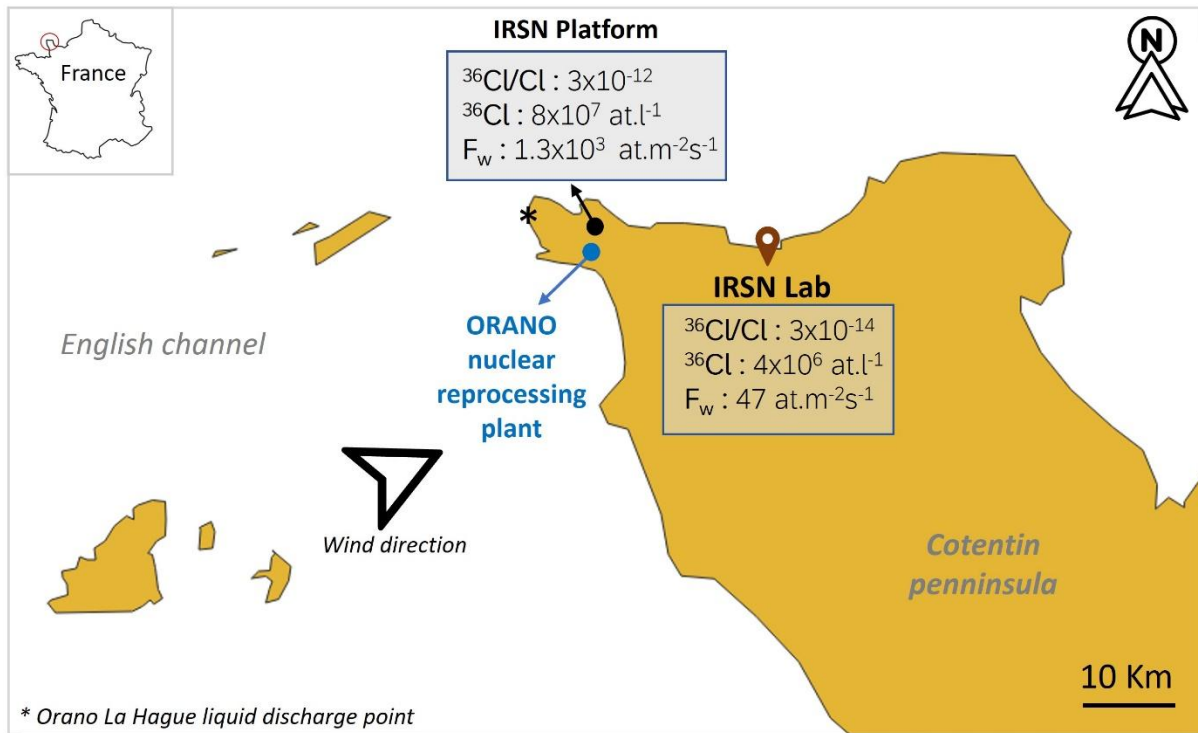 France
IRSN Platform
³⁶Cl/Cl : 3x10⁻¹²
³⁶Cl : 8x10⁷ at.l⁻¹
F_w : 1.3x10³ at.m⁻²s⁻¹
N
*
ORANO
nuclear
reprocessing
plant
IRSN Lab
³⁶Cl/Cl : 3x10⁻¹⁴
³⁶Cl : 4x10⁶ at.l⁻¹
F_w : 47 at.m⁻²s⁻¹
English channel
Wind direction
Cotentin
penninsula
10 Km
* Orano La Hague liquid discharge point